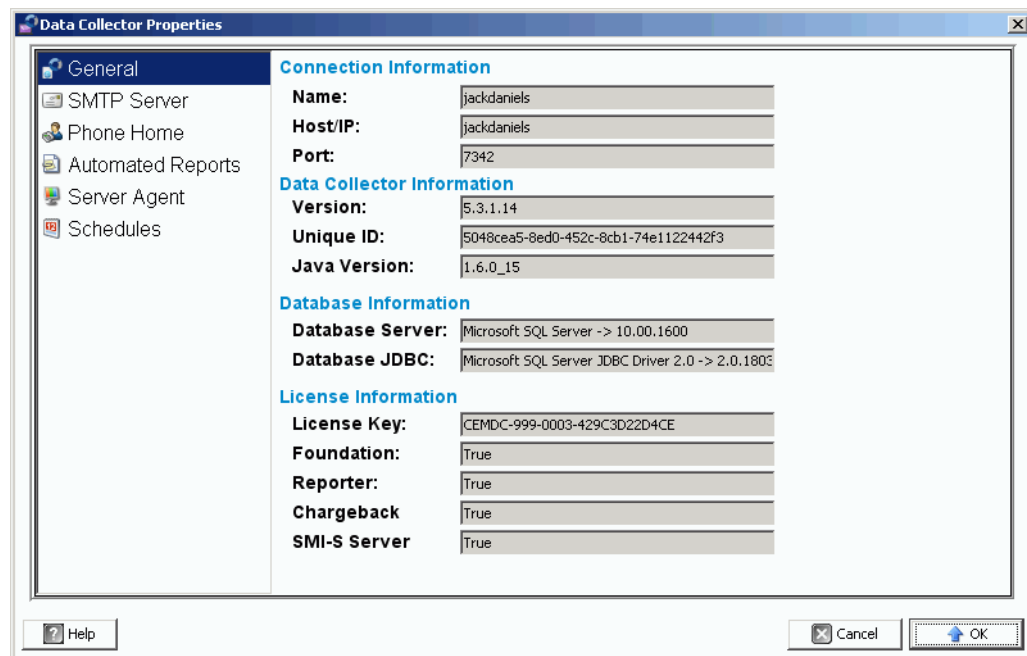 Data Collector Properties
General
SMTP Server
Phone Home
Automated Reports
Server Agent
Schedules
Connection Information
Name: jackdaniels
Host/IP: jackdaniels
Port: 7342
Data Collector Information
Version: 5.3.1.14
Unique ID: 5048cea5-8ed0-452c-8cb1-74e1122442f3
Java Version: 1.6.0_15
Database Information
Database Server: Microsoft SQL Server -> 10.00.1600
Database JDBC: Microsoft SQL Server JDBC Driver 2.0 -> 2.0.1803
License Information
License Key: CEMDC-999-0003-429C3D22D4CE
Foundation: True
Reporter: True
Chargeback True
SMI-S Server True
Help
Cancel
OK